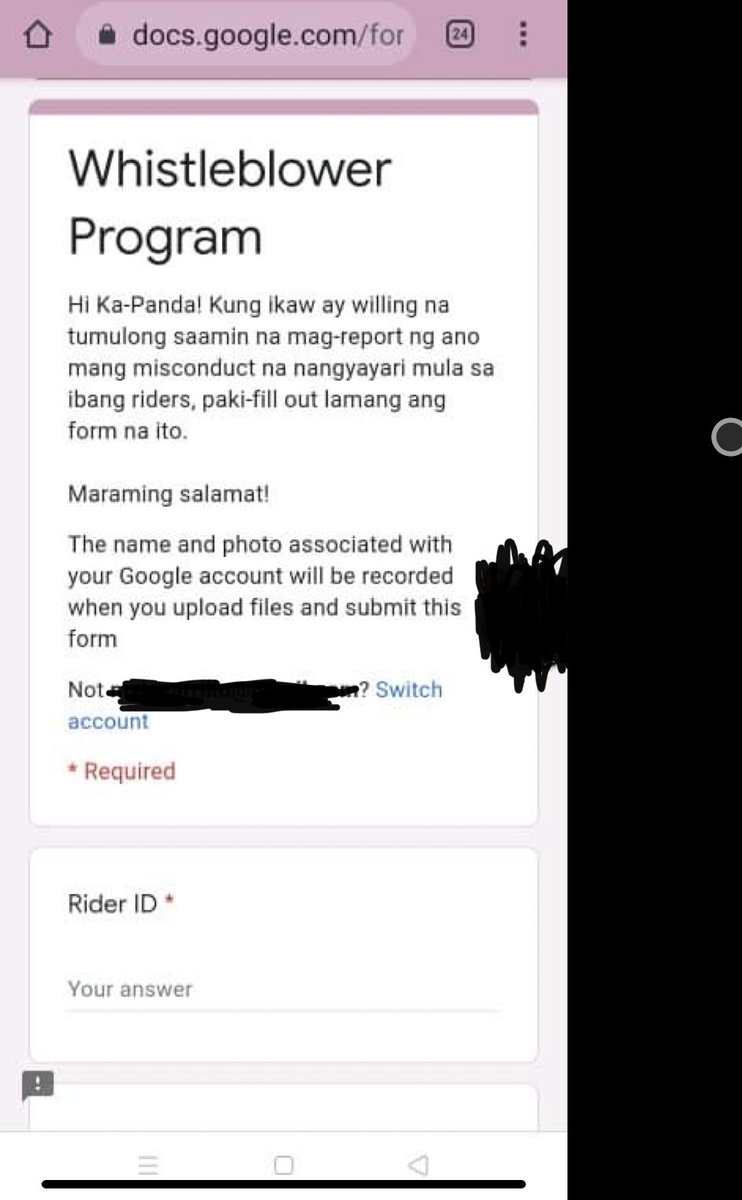 docs.google.com/for
24
Whistleblower
Program
Hi Ka-Panda! Kung ikaw ay willing na
tumulong saamin na mag-report ng ano
mang misconduct na nangyayari mula sa
ibang riders, paki-fill out lamang ang
form na ito.
Maraming salamat!
The name and photo associated with
your Google account will be recorded
when you upload files and submit this
form
Not ? Switch
account
* Required
Rider ID *
Your answer